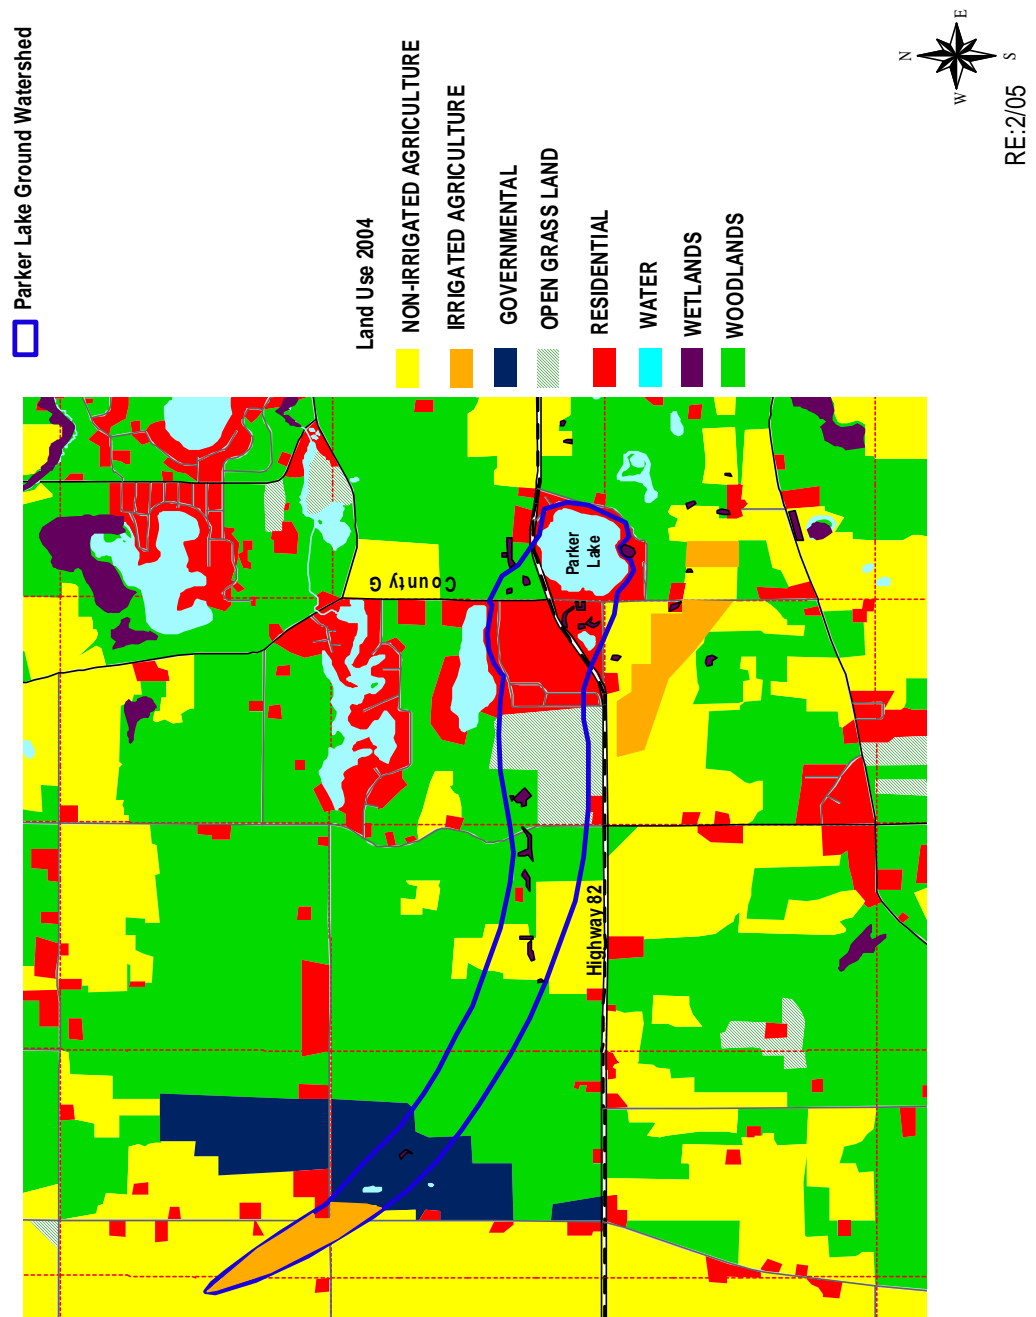 Parker Lake Ground Watershed
Land Use 2004
NON-IRRIGATED AGRICULTURE
IRRIGATED AGRICULTURE
GOVERNMENTAL
OPEN GRASS LAND
RESIDENTIAL
WATER
WETLANDS
WOODLANDS
N
E
S
W
RE:2/05
County G
Parker
Lake
Highway 82